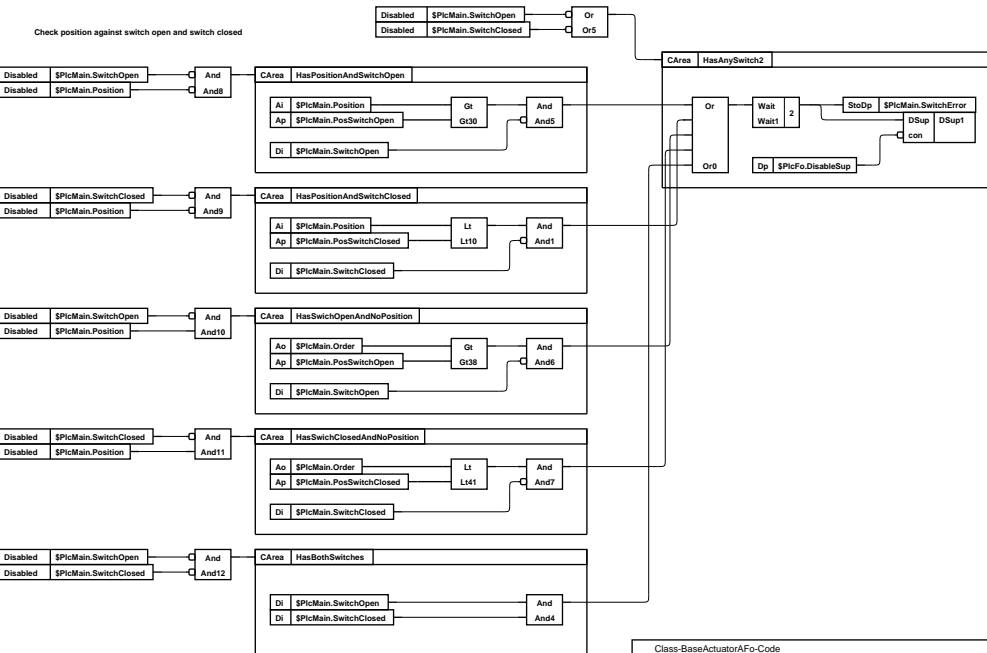 Disabled $PlcMain.SwitchOpen Or
Disabled $PlcMain.SwitchClosed Or5
Check position against switch open and switch closed
CArea HasAnySwitch2
Disabled $PlcMain.SwitchOpen And
Disabled $PlcMain.Position And8
CArea HasPositionAndSwitchOpen
Ai $PlcMain.Position Gt And
Ap $PlcMain.PosSwitchOpen Gt30 And5
Di $PlcMain.SwitchOpen
Or
Or0
Wait 2
Wait1
StoDp $PlcMain.SwitchError
DSup DSup1
con
Dp $PlcFo.DisableSup
Disabled $PlcMain.SwitchClosed And
Disabled $PlcMain.Position And9
CArea HasPositionAndSwitchClosed
Ai $PlcMain.Position Lt And
Ap $PlcMain.PosSwitchClosed Lt10 And1
Di $PlcMain.SwitchClosed
Disabled $PlcMain.SwitchOpen And
Disabled $PlcMain.Position And10
CArea HasSwichOpenAndNoPosition
Ao $PlcMain.Order Gt And
Ap $PlcMain.PosSwitchOpen Gt38 And6
Di $PlcMain.SwitchOpen
Disabled $PlcMain.SwitchClosed And
Disabled $PlcMain.Position And11
CArea HasSwichClosedAndNoPosition
Ao $PlcMain.Order Lt And
Ap $PlcMain.PosSwitchClosed Lt41 And7
Di $PlcMain.SwitchClosed
Disabled $PlcMain.SwitchOpen And
Disabled $PlcMain.SwitchClosed And12
CArea HasBothSwitches
Di $PlcMain.SwitchOpen And
Di $PlcMain.SwitchClosed And4
Class-BaseActuatorAFo-Code